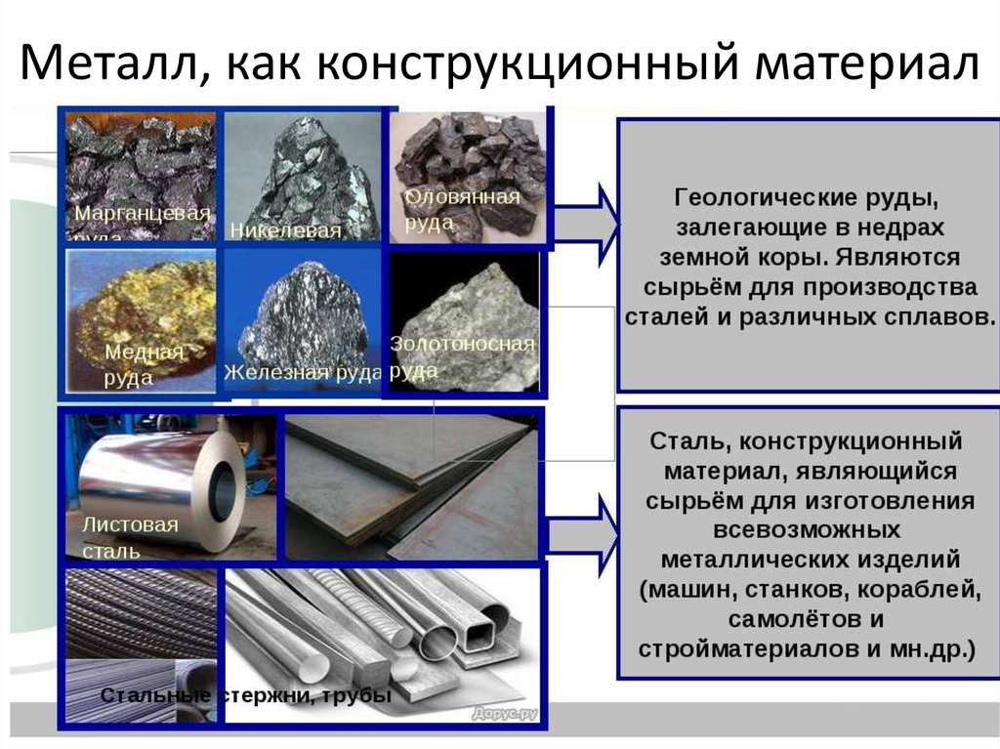 Металл, как конструкционный материал
Марганцевая
руда
Никелевая
Оловянная
руда
Медная
руда
Железная руда
Золотоносная
руда
Геологические руды,
залегающие в недрах
земной коры. Являются
сырьём для производства
сталей и различных сплавов.
Листовая
сталь
Стальные стержни, трубы
Дорус.ру
Сталь, конструкционный
материал, являющийся
сырьём для изготовления
всевозможных
металлических изделий
(машин, станков, кораблей,
самолётов и
стройматериалов и мн.др.)